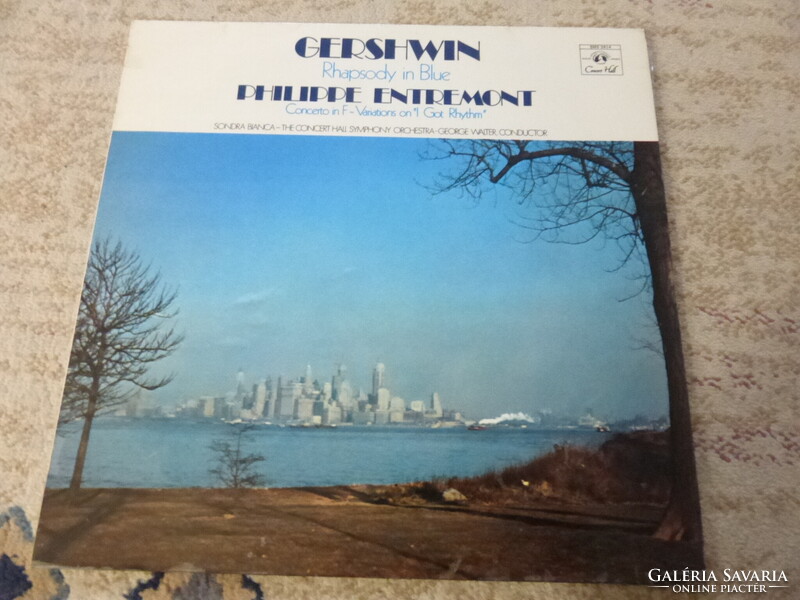 GERSHWIN
Rhapsody in Blue
PHILIPPE ENTREMONT
Concerto in F - Variations on "I Got Rhythm"
SONDRA BIANCA - THE CONCERT HALL SYMPHONY ORCHESTRA - GEORGE WALTER, CONDUCTOR
Concert Hall
GALÉRIA SAVARIA
ONLINE PIACTÉR